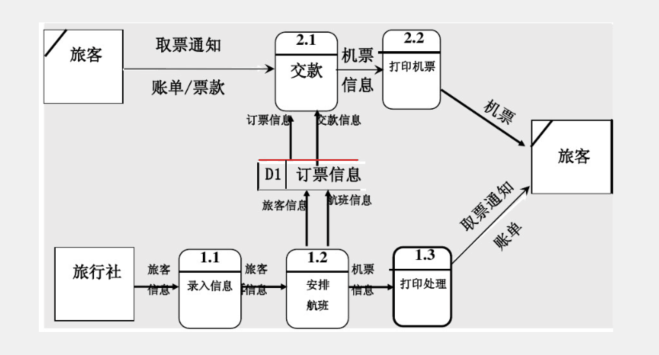 2.1
2.2
旅客
取票通知
机票
交款
打印机票
账单/票款
信息
机票
订票信息
交款信息
旅客
D1
订票信息
旅客信息
航班信息
取票通知
账单
1.1
1.2
1.3
旅行社
旅客
旅客
机票
录入信息
安排
打印处理
信息
信息
信息
航班